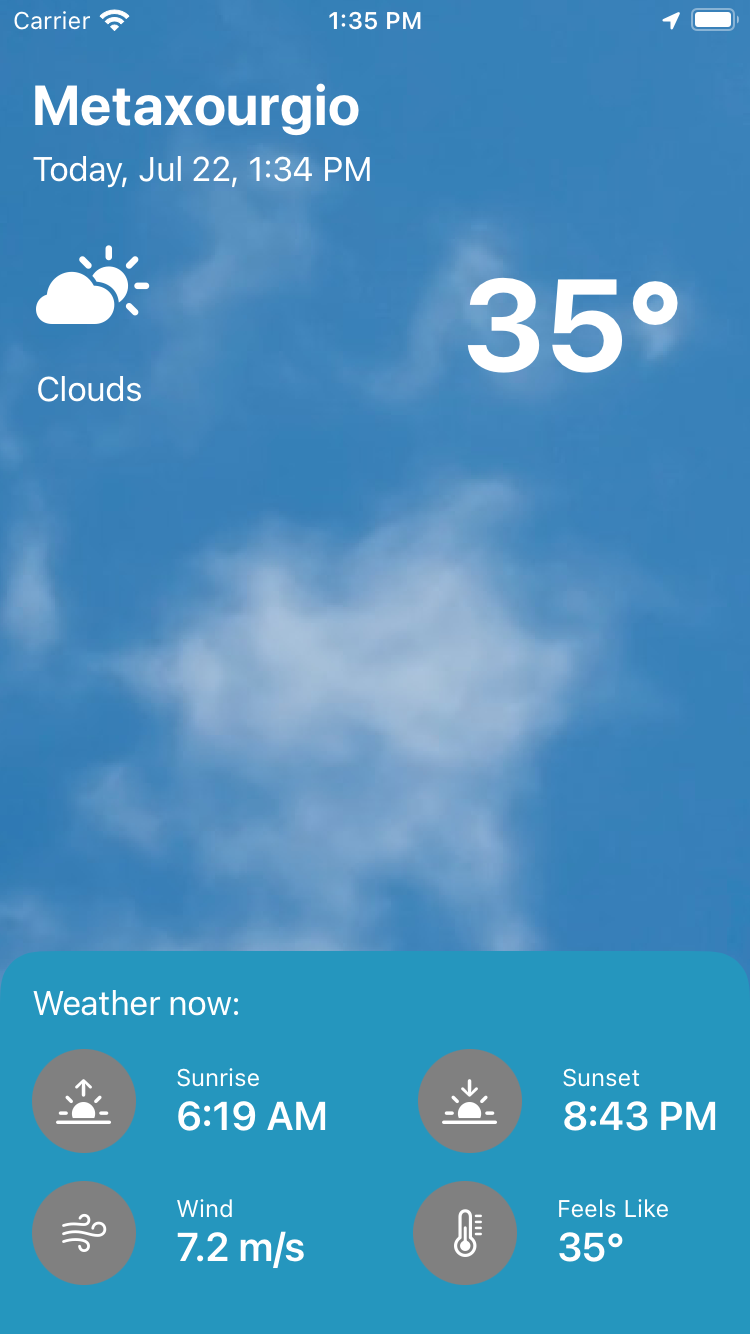 Carrier 1:35 PM
Metaxourgio
Today, Jul 22, 1:34 PM
35°
Clouds
Weather now:
Sunrise
6:19 AM
Sunset
8:43 PM
Wind
7.2 m/s
Feels Like
35°